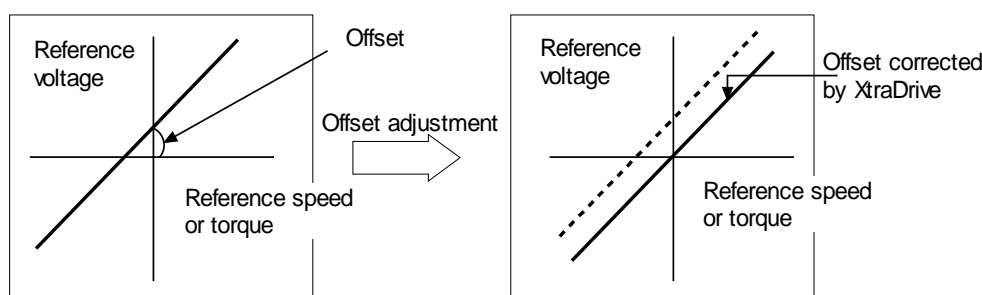 Reference
voltage
Offset
Reference speed
or torque
Offset adjustment
Reference
voltage
Offset corrected
by XtraDrive
Reference speed
or torque